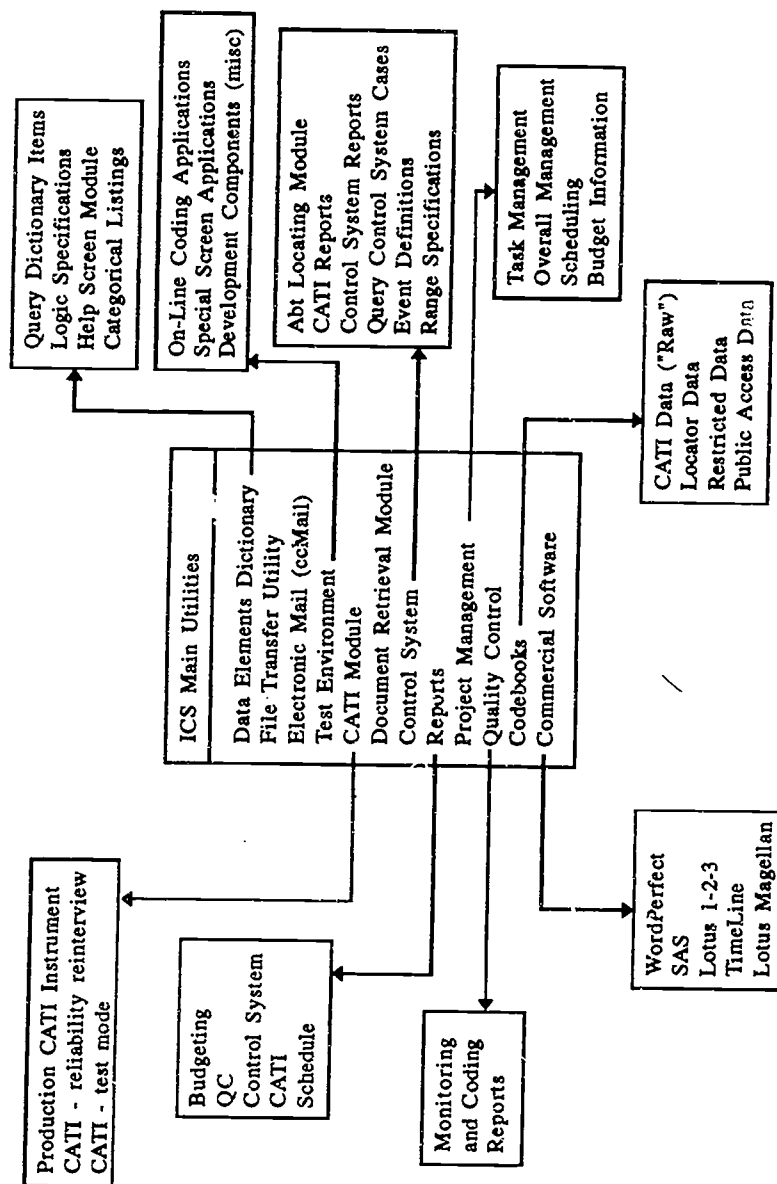 Production CATI Instrument
CATI - reliability reinterview
CATI - test mode
Budgeting
QC
Control System
CATI
Schedule
Monitoring
and Coding
Reports
WordPerfect
SAS
Lotus 1-2-3
TimeLine
Lotus Magellan
ICS Main Utilities
Data Elements Dictionary
File Transfer Utility
Electronic Mail (ccMail)
Test Environment
CATI Module
Document Retrieval Module
Control System
Reports
Project Management
Quality Control
Codebooks
Commercial Software
Query Dictionary Items
Logic Specifications
Help Screen Module
Categorical Listings
On-Line Coding Applications
Special Screen Applications
Development Components (misc)
Abt Locating Module
CATI Reports
Control System Reports
Query Control System Cases
Event Definitions
Range Specifications
Task Management
Overall Management
Scheduling
Budget Information
CATI Data ("Raw")
Locator Data
Restricted Data
Public Access Data